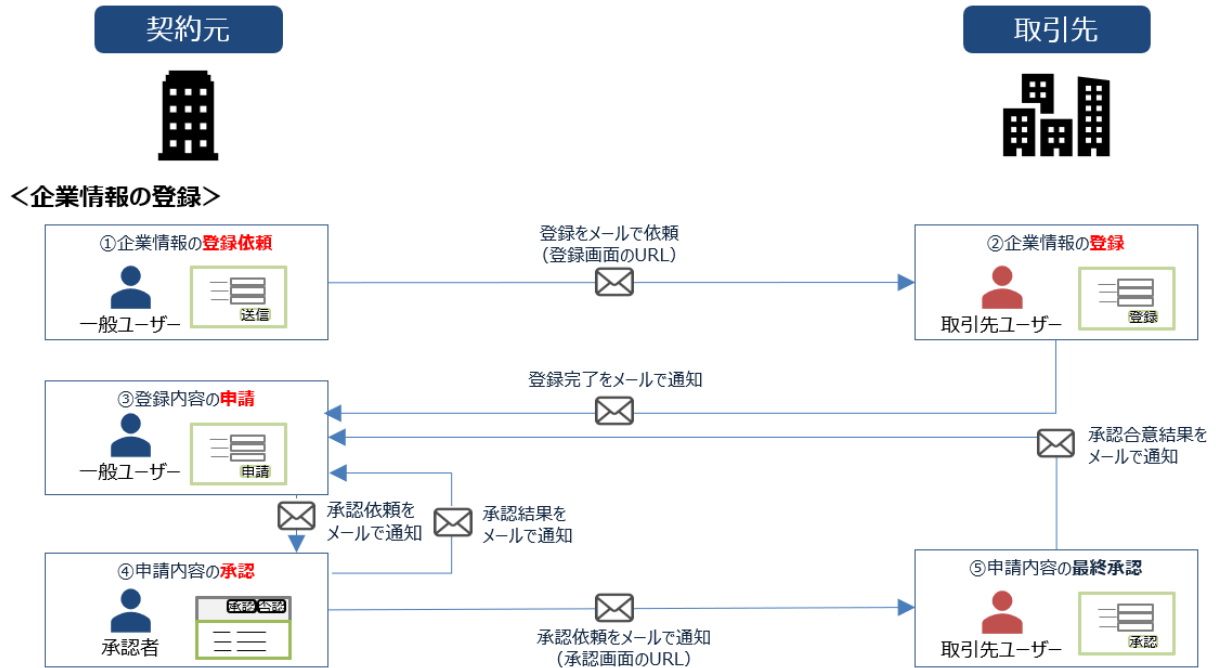 契約元
取引先
＜企業情報の登録＞
①企業情報の登録依頼
一般ユーザー
送信
登録をメールで依頼
（登録画面のURL）
②企業情報の登録
取引先ユーザー
登録
登録完了をメールで通知
③登録内容の申請
一般ユーザー
申請
承認合意結果を
メールで通知
承認依頼を
メールで通知
承認結果を
メールで通知
④申請内容の承認
承認者
承認
承認依頼をメールで通知
（承認画面のURL）
⑤申請内容の最終承認
取引先ユーザー
承認